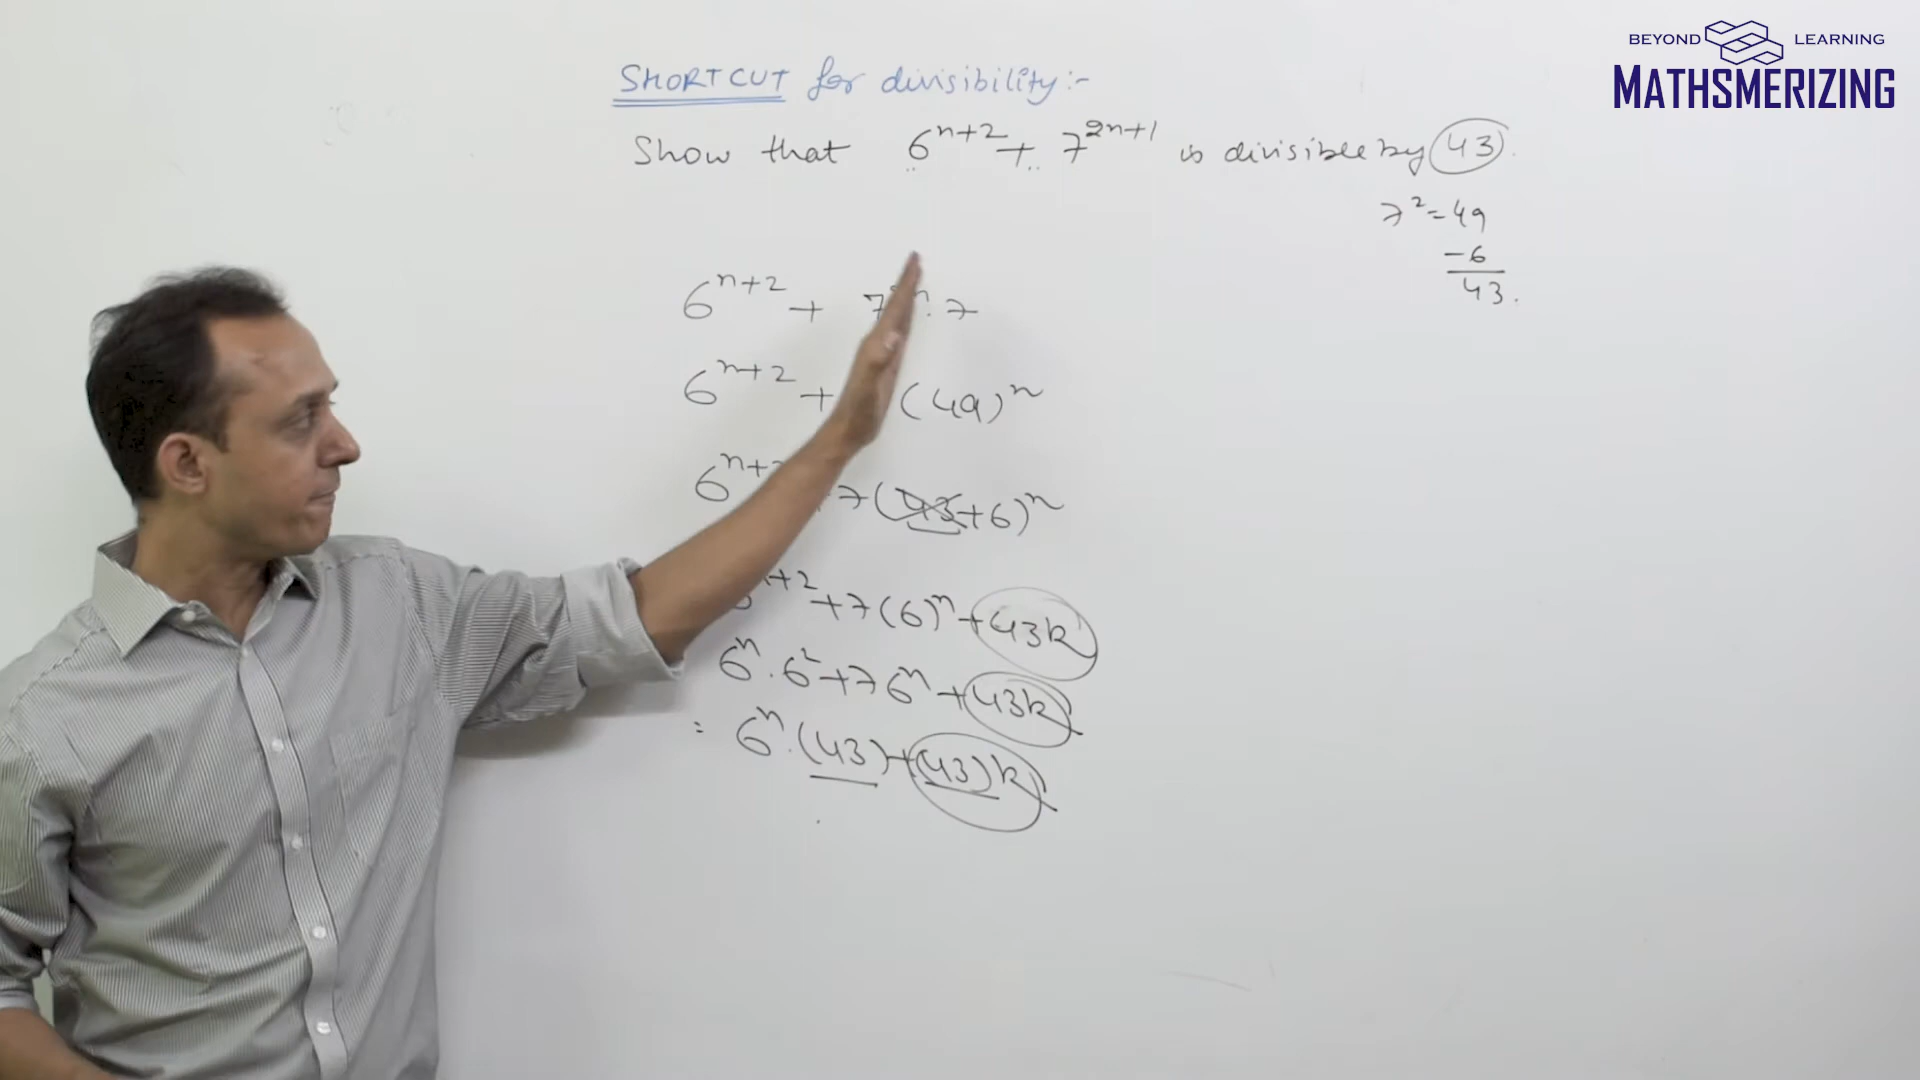 BEYOND LEARNING
MATHSMERIZING
SHORTCUT for divisibility:-
Show that 6^{n+2} + 7^{2n+1} is divisible by 43.
7^2 = 49
-6
43.
6^{n+2} + 7 n . 7
6^{n+2} + (49)^n
6^{n+2} 7(43+6)^n
n+2 + 7(6)^n + 43k
6^n . 6^2 + 7 6^n + 43k
= 6^n . (43) + (43)k